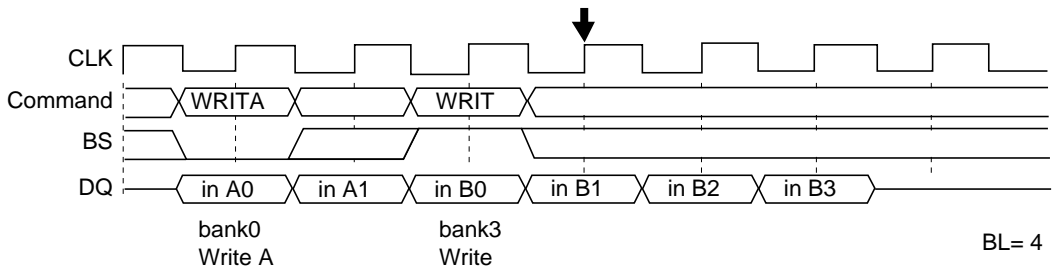 CLK
Command WRITA WRIT
BS
DQ in A0 in A1 in B0 in B1 in B2 in B3
bank0 bank3
Write A Write BL= 4